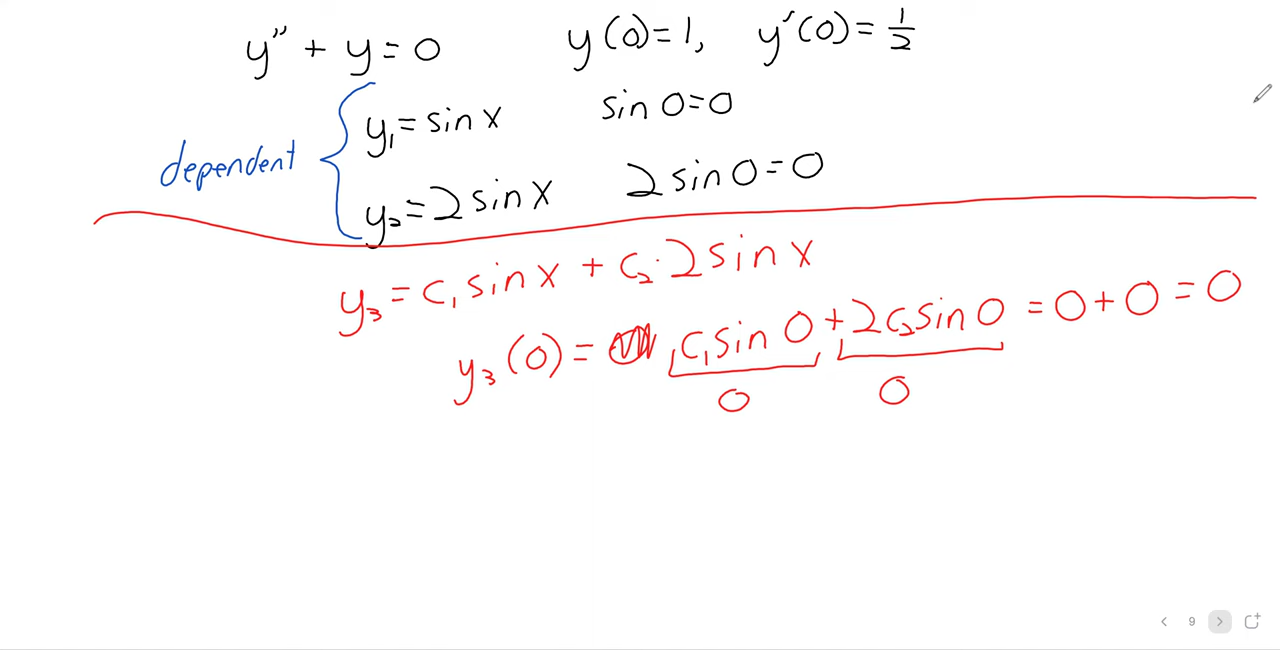 y'' + y = 0 y(0)=1, y'(0)=1/2
y₁ = sin x sin 0=0
dependent
y₂ = 2 sin x 2 sin 0 = 0
y₃ = c₁ sin x + c₂·2 sin x
y₃(0) = c₁ sin 0 + 2c₂ sin 0 = 0+0 = 0
0 0
9